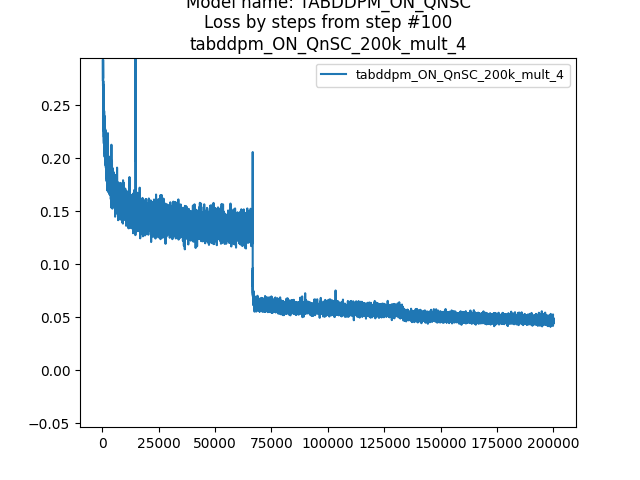 Model name: TABDDPM_ON_QNSC
Loss by steps from step #100
tabddpm_ON_QnSC_200k_mult_4
tabddpm_ON_QnSC_200k_mult_4
0.25
0.20
0.15
0.10
0.05
0.00
−0.05
0 25000 50000 75000 100000 125000 150000 175000 200000